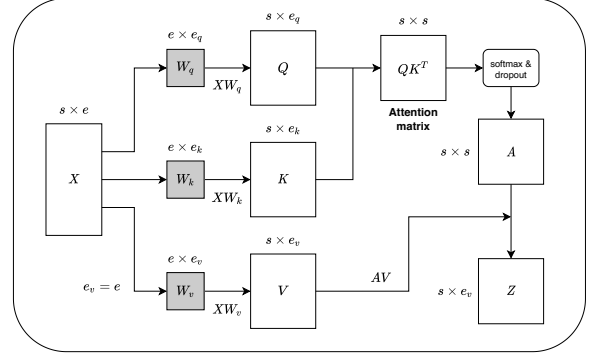 s × e
X
e × e_q
W_q
XW_q
s × e_q
Q
s × s
QK^T
Attention
matrix
softmax &
dropout
e × e_k
W_k
XW_k
s × e_k
K
s × s
A
e_v = e
e × e_v
W_v
XW_v
s × e_v
V
AV
s × e_v
Z